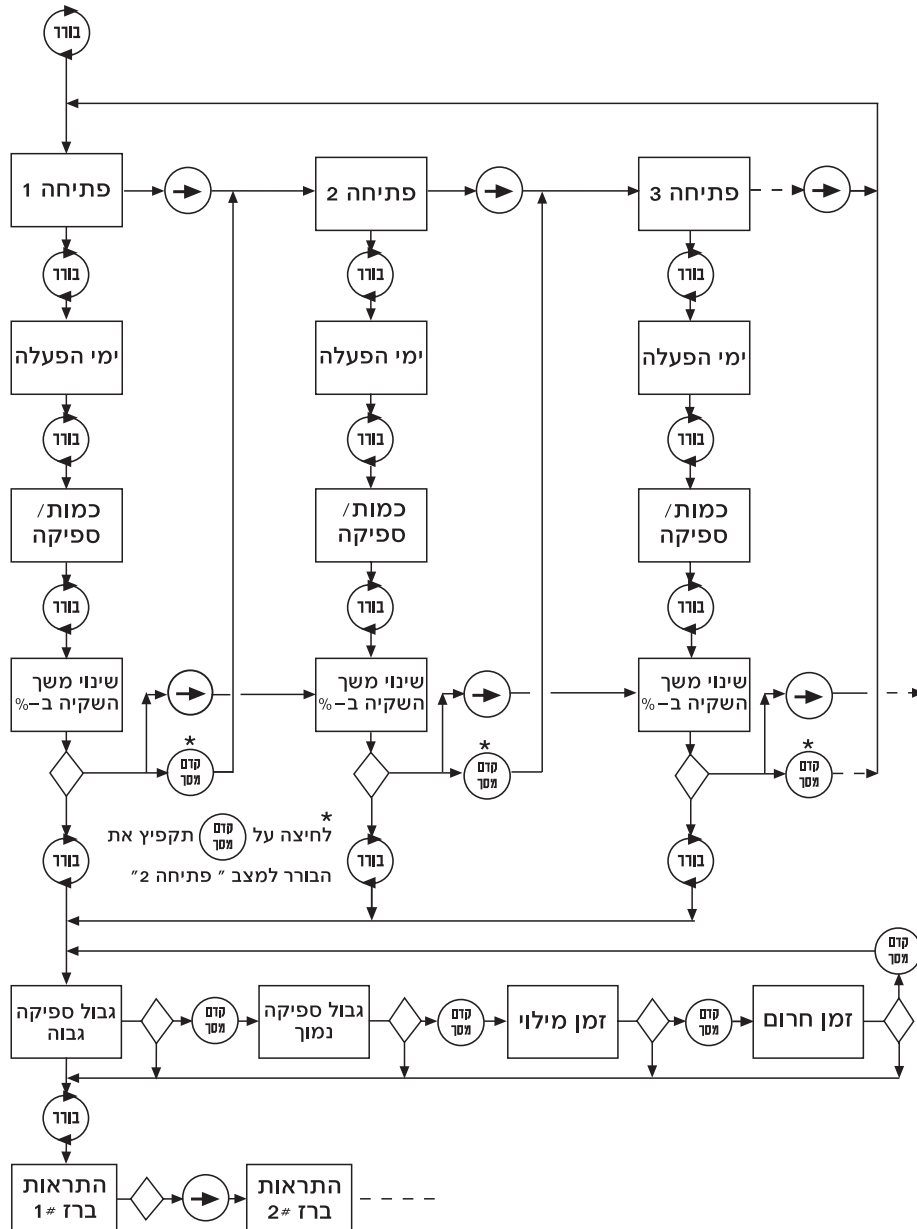 בורר
פתיחה 1
פתיחה 2
פתיחה 3
בורר
בורר
בורר
ימי הפעלה
ימי הפעלה
ימי הפעלה
בורר
בורר
בורר
כמות/
ספיקה
כמות/
ספיקה
כמות/
ספיקה
בורר
בורר
בורר
שינוי משך
השקיה ב-%
שינוי משך
השקיה ב-%
שינוי משך
השקיה ב-%
*
קדם
מסך
*
קדם
מסך
*
קדם
מסך
*
לחיצה על קדם מסך תקפיץ את
הבורר למצב " פתיחה 2"
בורר
בורר
בורר
קדם
מסך
גבול ספיקה
גבוה
קדם
מסך
גבול ספיקה
נמוך
קדם
מסך
זמן מילוי
קדם
מסך
זמן חרום
בורר
התראות
ברז #1
התראות
ברז #2